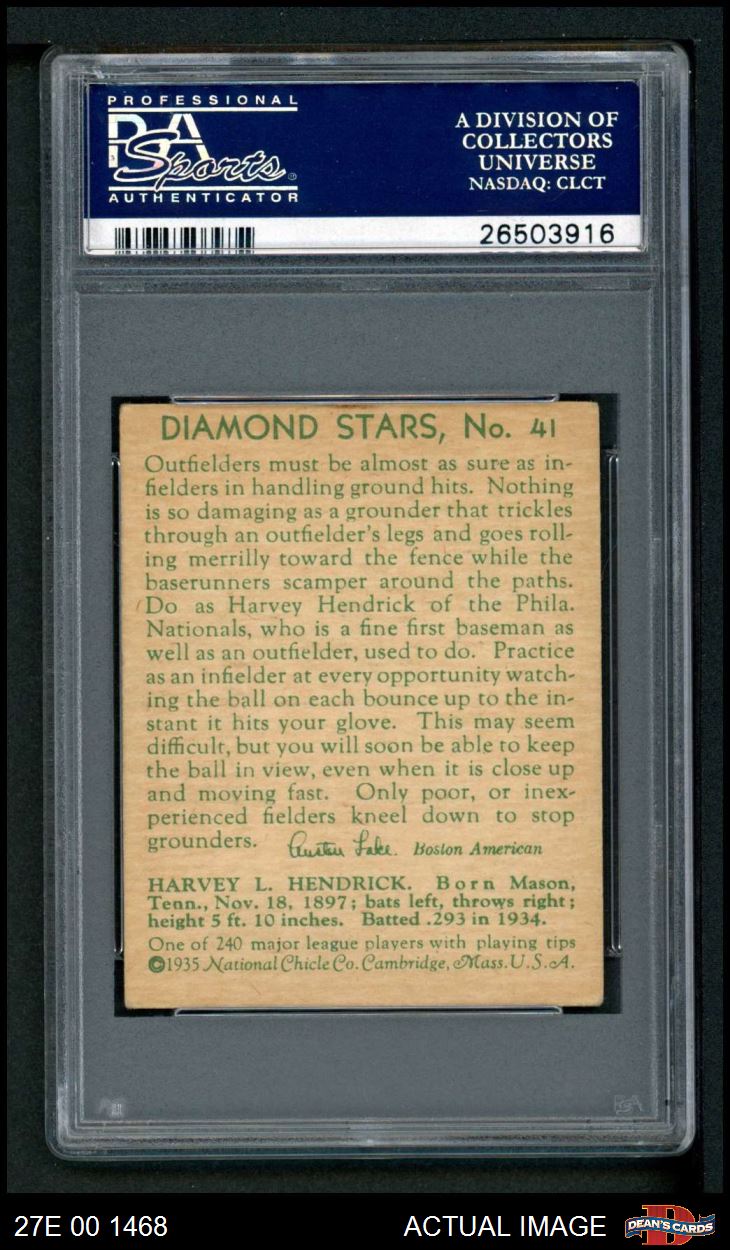 PROFESSIONAL
PSA
Sports
AUTHENTICATOR
A DIVISION OF
COLLECTORS
UNIVERSE
NASDAQ: CLCT
26503916
DIAMOND STARS, No. 41
Outfielders must be almost as sure as in-
fielders in handling ground hits. Nothing
is so damaging as a grounder that trickles
through an outfielder's legs and goes roll-
ing merrilly toward the fence while the
baserunners scamper around the paths.
Do as Harvey Hendrick of the Phila.
Nationals, who is a fine first baseman as
well as an outfielder, used to do. Practice
as an infielder at every opportunity watch-
ing the ball on each bounce up to the in-
stant it hits your glove. This may seem
difficult, but you will soon be able to keep
the ball in view, even when it is close up
and moving fast. Only poor, or inex-
perienced fielders kneel down to stop
grounders. Austen Lake. Boston American
HARVEY L. HENDRICK. Born Mason,
Tenn., Nov. 18, 1897; bats left, throws right;
height 5 ft. 10 inches. Batted .293 in 1934.
One of 240 major league players with playing tips
©1935 National Chicle Co. Cambridge, Mass. U.S.A.
PSA
27E 00 1468
ACTUAL IMAGE
DEAN'S CARDS